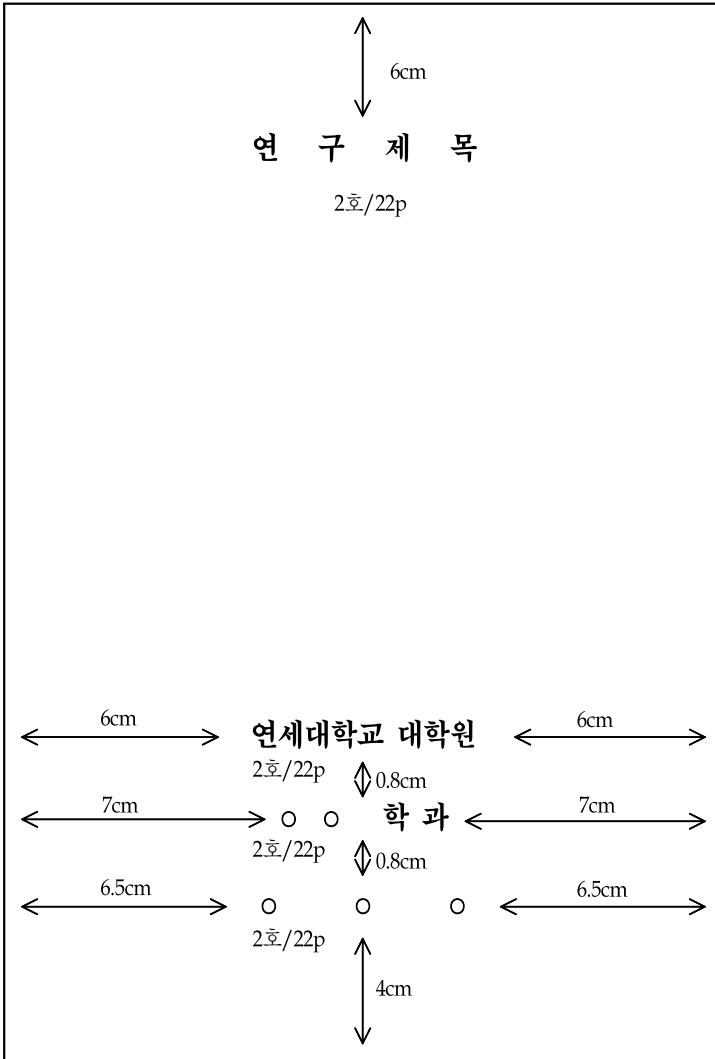 6cm
연 구 제 목
2호/22p
6cm 연세대학교 대학원 6cm
2호/22p 0.8cm
7cm ○ ○ 학 과 7cm
2호/22p 0.8cm
6.5cm ○ ○ ○ 6.5cm
2호/22p
4cm